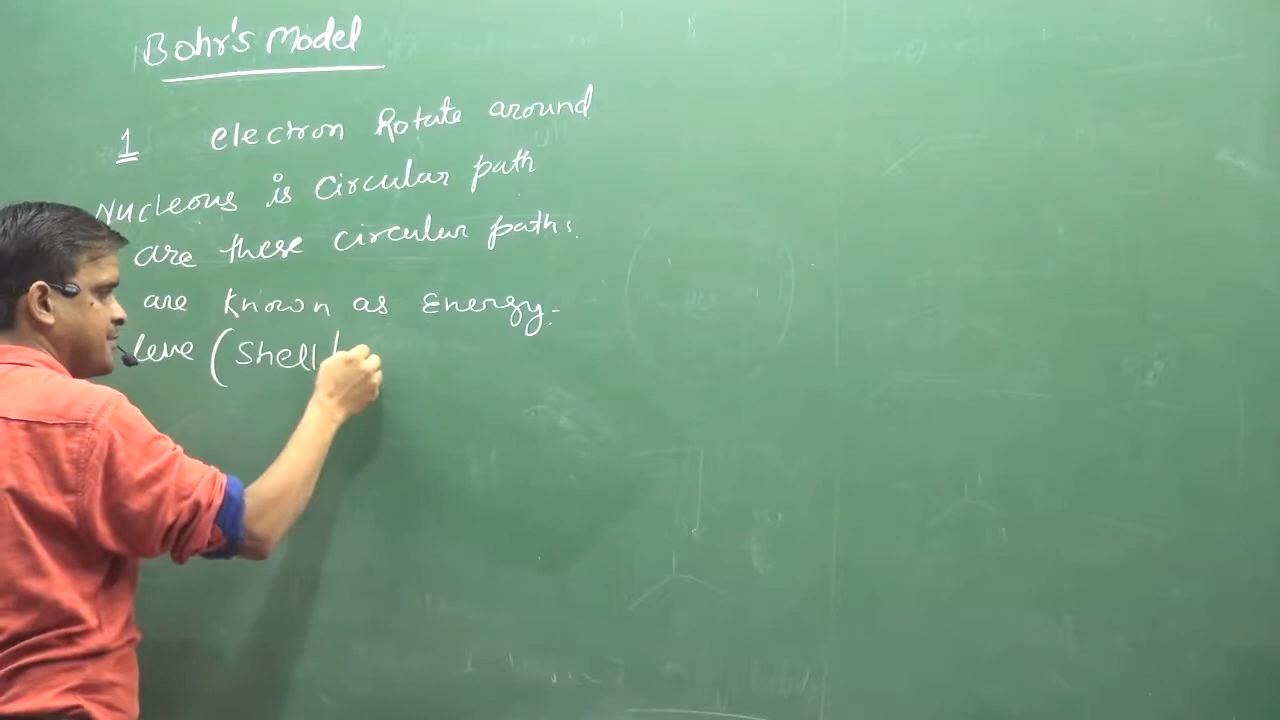 Bohr's Model
1 electron Rotate around
Nucleous is Circular path
are these circular paths.
are known as Energy-
leve (Shell)